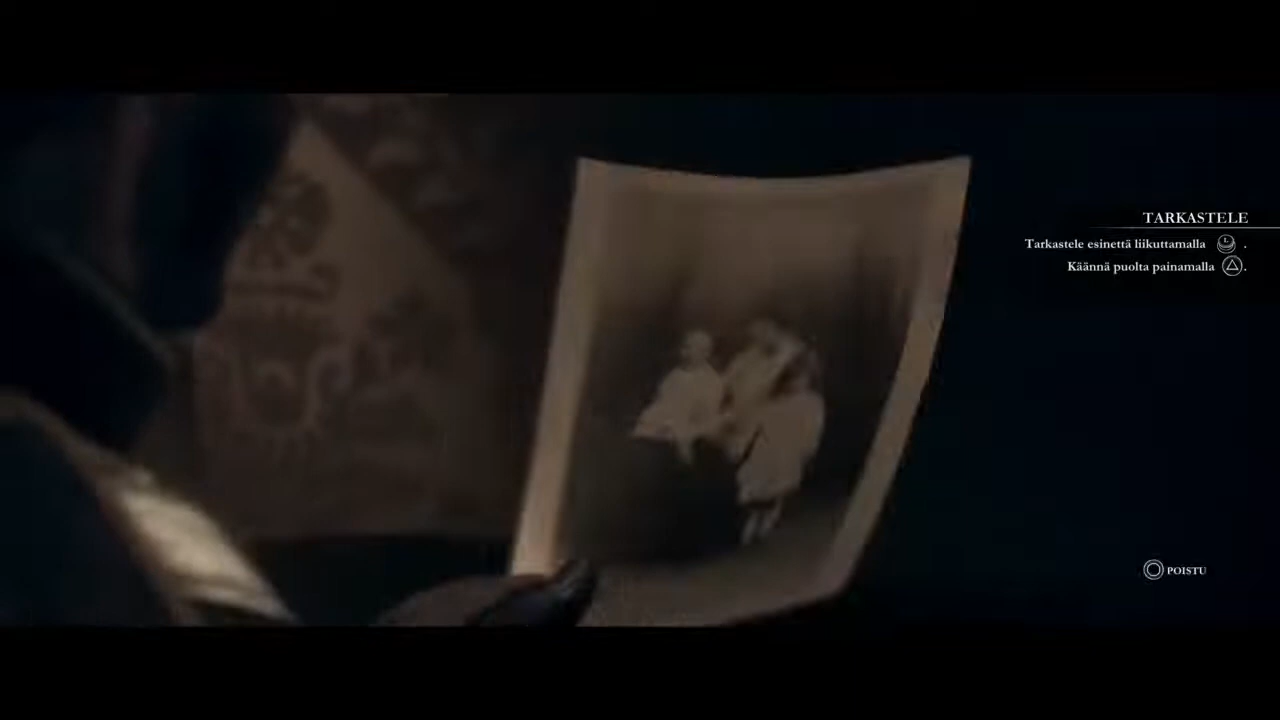 TARKASTELE
Tarkastele esinettä liikuttamalla L .
Käännä puolta painamalla .
POISTU